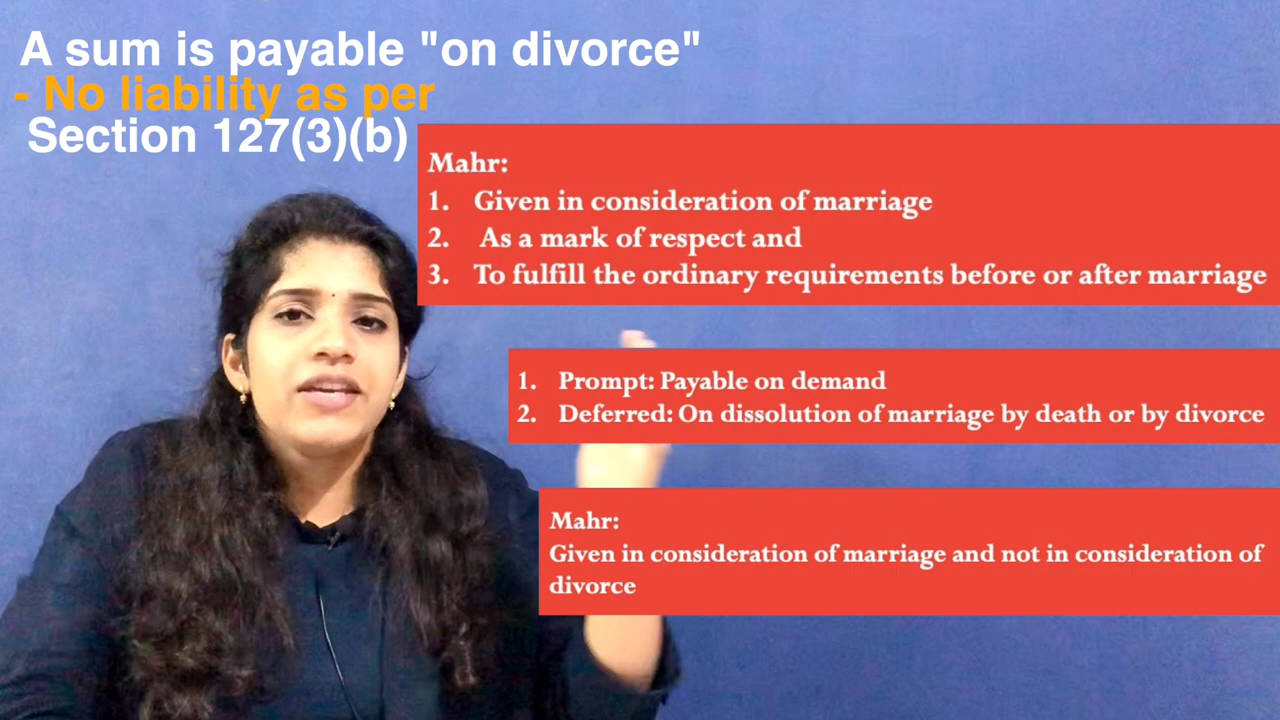 A sum is payable "on divorce"
- No liability as per
Section 127(3)(b)
Mahr:
1. Given in consideration of marriage
2. As a mark of respect and
3. To fulfill the ordinary requirements before or after marriage
1. Prompt: Payable on demand
2. Deferred: On dissolution of marriage by death or by divorce
Mahr:
Given in consideration of marriage and not in consideration of
divorce